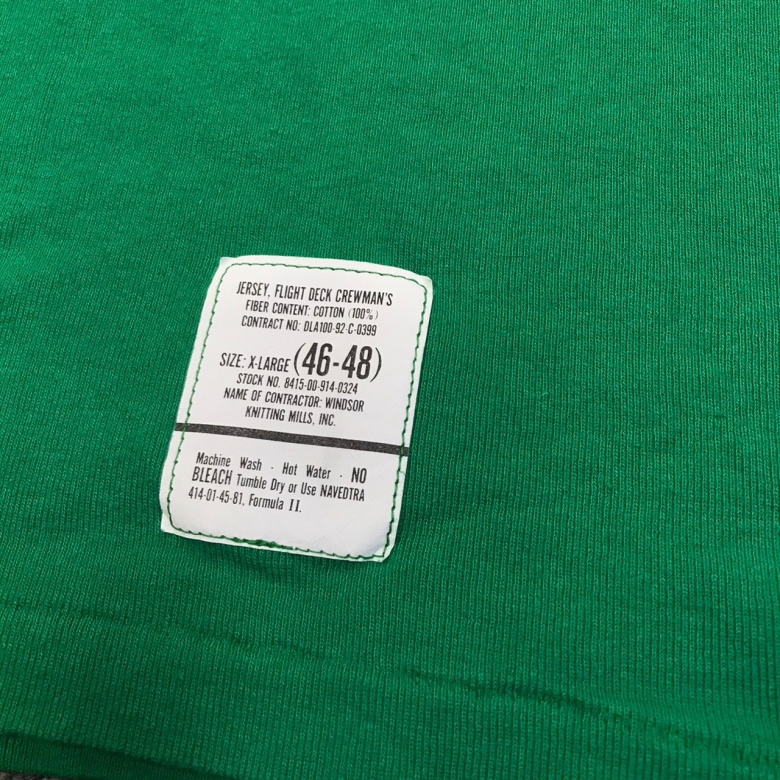 JERSEY, FLIGHT DECK CREWMAN'S
FIBER CONTENT: COTTON (100%)
CONTRACT NO: DLA100-92-C-0399
SIZE: X-LARGE (46-48)
STOCK NO. 8415-00-914-0324
NAME OF CONTRACTOR: WINDSOR
KNITTING MILLS, INC.
Machine Wash - Hot Water - NO
BLEACH Tumble Dry or Use NAVEDTRA
414-01-45-81, Formula II.